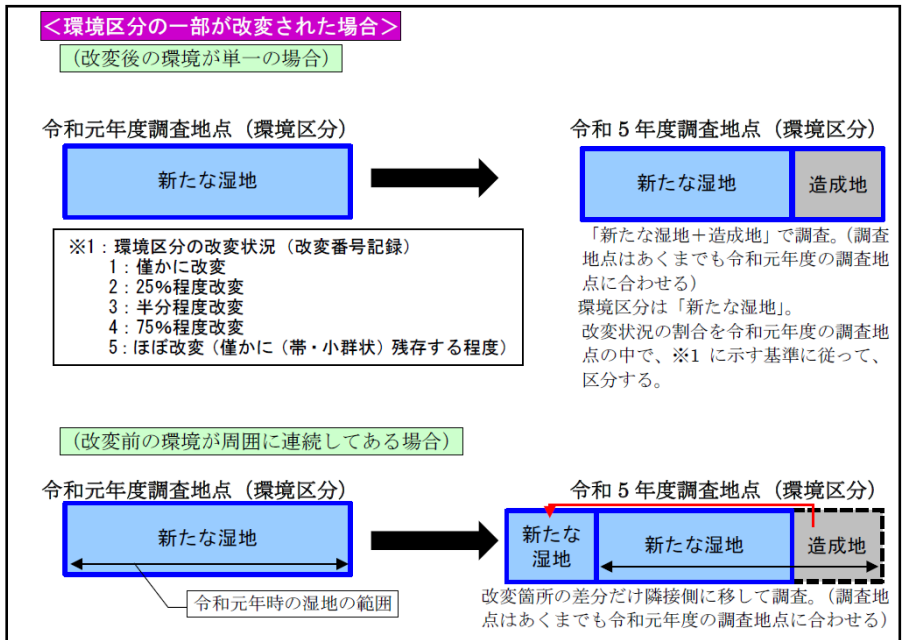 ＜環境区分の一部が改変された場合＞
（改変後の環境が単一の場合）
令和元年度調査地点（環境区分）
新たな湿地
※1：環境区分の改変状況（改変番号記録）
1：僅かに改変
2：25%程度改変
3：半分程度改変
4：75%程度改変
5：ほぼ改変（僅かに（帯・小群状）残存する程度）
令和 5 年度調査地点（環境区分）
新たな湿地
造成地
「新たな湿地＋造成地」で調査。（調査
地点はあくまでも令和元年度の調査地
点に合わせる）
環境区分は「新たな湿地」。
改変状況の割合を令和元年度の調査地
点の中で、※1 に示す基準に従って、
区分する。
（改変前の環境が周囲に連続してある場合）
令和元年度調査地点（環境区分）
新たな湿地
令和元年時の湿地の範囲
令和 5 年度調査地点（環境区分）
新たな
湿地
新たな湿地
造成地
改変箇所の差分だけ隣接側に移して調査。（調査地
点はあくまでも令和元年度の調査地点に合わせる）